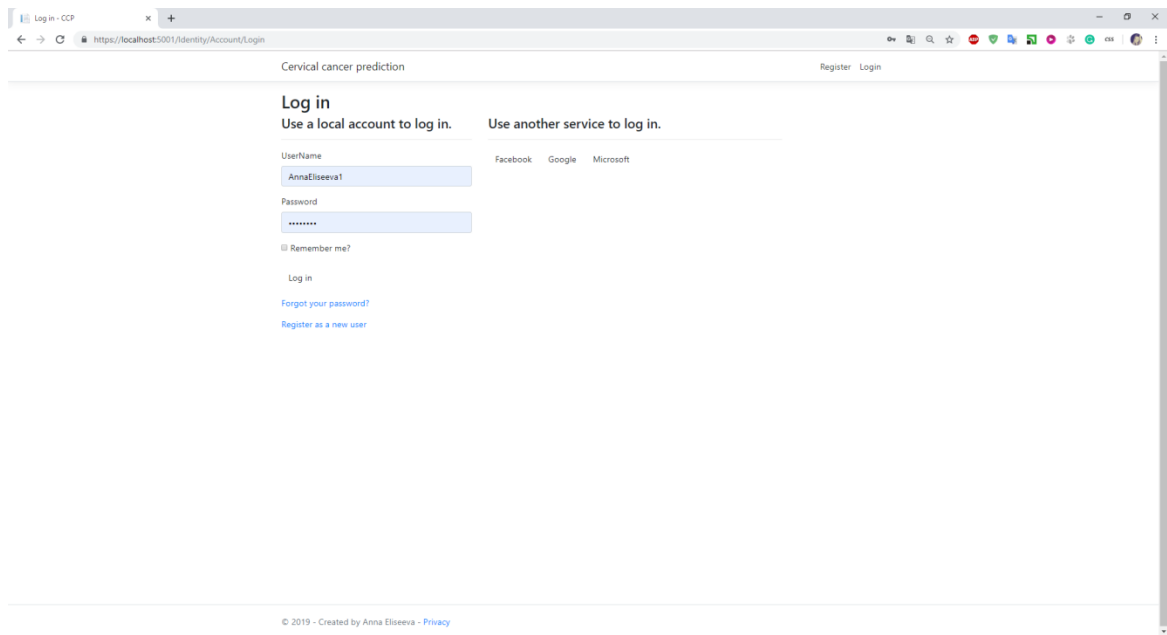 Log in - CCP
https://localhost:5001/Identity/Account/Login
Cervical cancer prediction
Register Login
Log in
Use a local account to log in.
Use another service to log in.
UserName
AnnaEliseeva1
Facebook Google Microsoft
Password
••••••••
Remember me?
Log in
Forgot your password?
Register as a new user
© 2019 - Created by Anna Eliseeva - Privacy